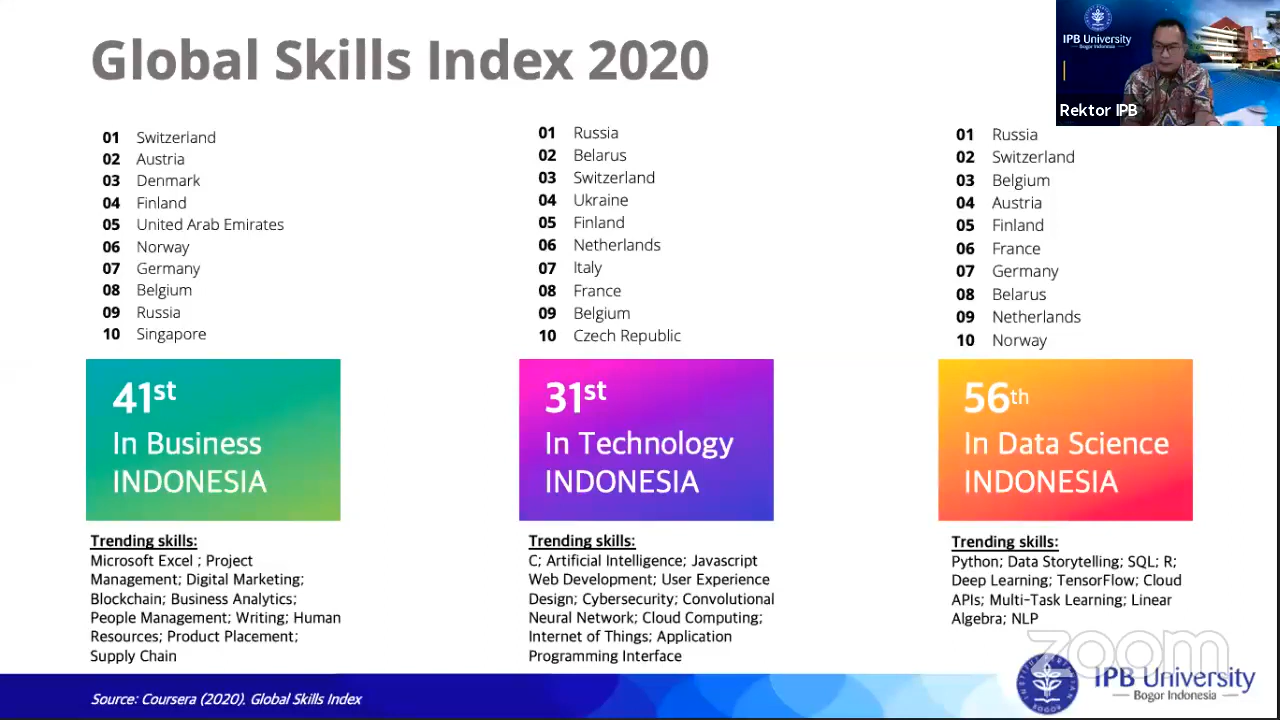 Global Skills Index 2020
IPB University
Bogor Indonesia
Rektor IPB
01 Switzerland
02 Austria
03 Denmark
04 Finland
05 United Arab Emirates
06 Norway
07 Germany
08 Belgium
09 Russia
10 Singapore
41st
In Business
INDONESIA
Trending skills:
Microsoft Excel ; Project
Management; Digital Marketing;
Blockchain; Business Analytics;
People Management; Writing; Human
Resources; Product Placement;
Supply Chain
01 Russia
02 Belarus
03 Switzerland
04 Ukraine
05 Finland
06 Netherlands
07 Italy
08 France
09 Belgium
10 Czech Republic
31st
In Technology
INDONESIA
Trending skills:
C; Artificial Intelligence; Javascript
Web Development; User Experience
Design; Cybersecurity; Convolutional
Neural Network; Cloud Computing;
Internet of Things; Application
Programming Interface
01 Russia
02 Switzerland
03 Belgium
04 Austria
05 Finland
06 France
07 Germany
08 Belarus
09 Netherlands
10 Norway
56th
In Data Science
INDONESIA
Trending skills:
Python; Data Storytelling; SQL; R;
Deep Learning; TensorFlow; Cloud
APIs; Multi-Task Learning; Linear
Algebra; NLP
zoom
Source: Coursera (2020). Global Skills Index
IPB University
Bogor Indonesia